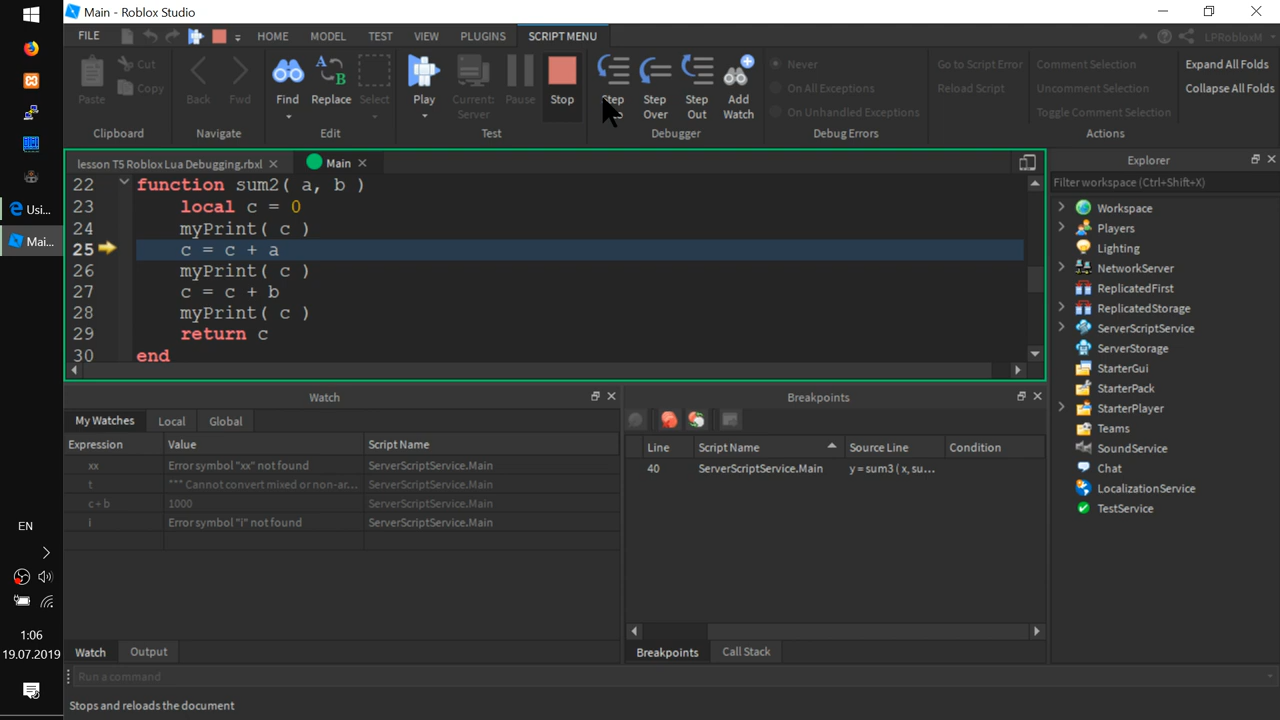 Main - Roblox Studio
FILE HOME MODEL TEST VIEW PLUGINS SCRIPT MENU LPRobloxM
Paste Cut Copy
Back Fwd
Find Replace Select
Play Current: Server Pause Stop
Step Step Over Step Out Add Watch
Never
On All Exceptions
On Unhandled Exceptions
Go to Script Error
Reload Script
Comment Selection
Uncomment Selection
Toggle Comment Selection
Expand All Folds
Collapse All Folds
Clipboard Navigate Edit Test Debugger Debug Errors Actions
lesson T5 Roblox Lua Debugging.rbxl Main
22 function sum2( a, b )
23 local c = 0
24 myPrint( c )
25 c = c + a
26 myPrint( c )
27 c = c + b
28 myPrint( c )
29 return c
30 end
Explorer
Filter workspace (Ctrl+Shift+X)
Workspace
Players
Lighting
NetworkServer
ReplicatedFirst
ReplicatedStorage
ServerScriptService
ServerStorage
StarterGui
StarterPack
StarterPlayer
Teams
SoundService
Chat
LocalizationService
TestService
Watch
My Watches Local Global
Expression Value Script Name
xx Error symbol "xx" not found ServerScriptService.Main
t *** Cannot convert mixed or non-ar... ServerScriptService.Main
c+b 1000 ServerScriptService.Main
i Error symbol "i" not found ServerScriptService.Main
Watch Output
Breakpoints
Line Script Name Source Line Condition
40 ServerScriptService.Main y = sum3 ( x, su...
Breakpoints Call Stack
Run a command
Stops and reloads the document
Usi...
Mai...
EN
1:06
19.07.2019